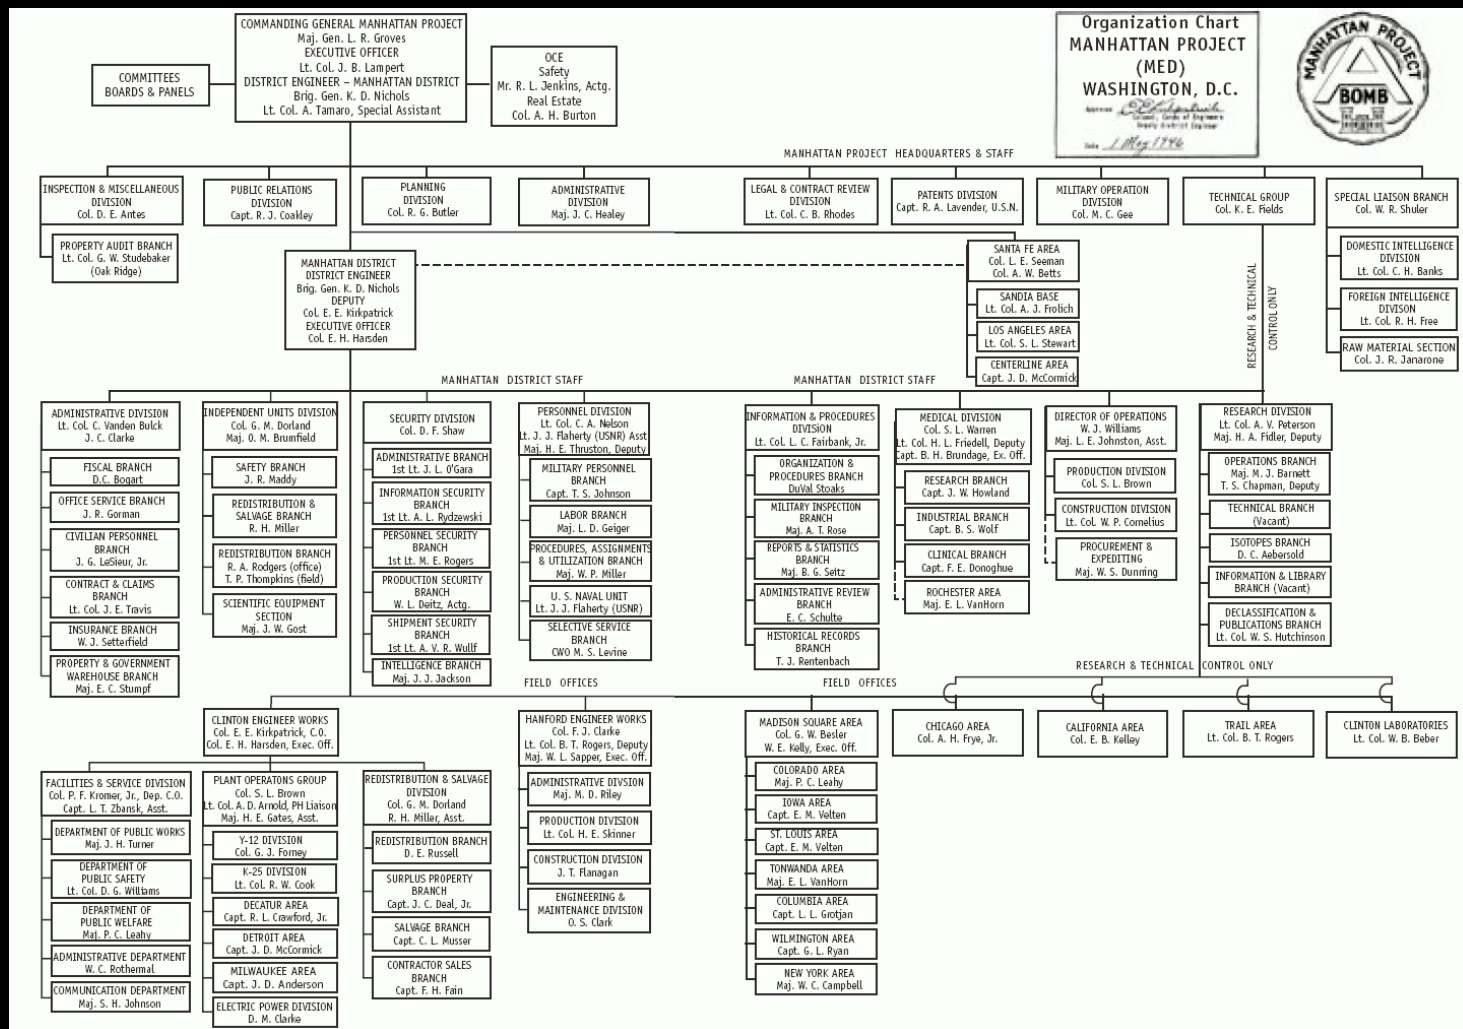 COMMANDING GENERAL MANHATTAN PROJECT
Maj. Gen. L. R. Groves
EXECUTIVE OFFICER
Lt. Col. J. B. Lampert
DISTRICT ENGINEER – MANHATTAN DISTRICT
Brig. Gen. K. D. Nichols
Lt. Col. A. Tamaro, Special Assistant
COMMITTEES
BOARDS & PANELS
OCE
Safety
Mr. R. L. Jenkins, Actg.
Real Estate
Col. A. H. Burton
Organization Chart
MANHATTAN PROJECT
(MED)
WASHINGTON, D.C.
Approved
Colonel, Corps of Engineers
Deputy District Engineer
Date 1 May 1946
MANHATTAN PROJECT
A
BOMB
MANHATTAN PROJECT HEADQUARTERS & STAFF
INSPECTION & MISCELLANEOUS
DIVISION
Col. D. E. Antes
PROPERTY AUDIT BRANCH
Lt. Col. G. W. Studebaker
(Oak Ridge)
PUBLIC RELATIONS
DIVISION
Capt. R. J. Coakley
PLANNING
DIVISION
Col. R. G. Butler
ADMINISTRATIVE
DIVISION
Maj. J. C. Healey
LEGAL & CONTRACT REVIEW
DIVISION
Lt. Col. C. B. Rhodes
PATENTS DIVISION
Capt. R. A. Lavender, U.S.N.
MILITARY OPERATION
DIVISION
Col. M. C. Gee
TECHNICAL GROUP
Col. K. E. Fields
SPECIAL LIAISON BRANCH
Col. W. R. Shuler
DOMESTIC INTELLIGENCE
DIVISION
Lt. Col. C. H. Banks
FOREIGN INTELLIGENCE
DIVISON
Lt. Col. R. H. Free
RAW MATERIAL SECTION
Col. J. R. Janarone
MANHATTAN DISTRICT
DISTRICT ENGINEER
Brig. Gen. K. D. Nichols
DEPUTY
Col. E. E. Kirkpatrick
EXECUTIVE OFFICER
Col. E. H. Harsden
SANTA FE AREA
Col. L. E. Seeman
Col. A. W. Betts
SANDIA BASE
Lt. Col. A. J. Frolich
LOS ANGELES AREA
Lt. Col. S. L. Stewart
CENTERLINE AREA
Capt. J. D. McCormick
RESEARCH & TECHNICAL
CONTROL ONLY
MANHATTAN DISTRICT STAFF
MANHATTAN DISTRICT STAFF
ADMINISTRATIVE DIVISION
Lt. Col. C. Vanden Bulck
J. C. Clarke
FISCAL BRANCH
D.C. Bogart
OFFICE SERVICE BRANCH
J. R. Gorman
CIVILIAN PERSONNEL
BRANCH
J. G. LeSieur, Jr.
CONTRACT & CLAIMS
BRANCH
Lt. Col. J. E. Travis
INSURANCE BRANCH
W. J. Setterfield
PROPERTY & GOVERNMENT
WAREHOUSE BRANCH
Maj. E. C. Stumpf
INDEPENDENT UNITS DIVISION
Col. G. M. Dorland
Maj. O. M. Brumfield
SAFETY BRANCH
J. R. Maddy
REDISTRIBUTION &
SALVAGE BRANCH
R. H. Miller
REDISTRIBUTION BRANCH
R. A. Rodgers (office)
T. P. Thompkins (field)
SCIENTIFIC EQUIPMENT
SECTION
Maj. J. W. Gost
SECURITY DIVISION
Col. D. F. Shaw
ADMINISTRATIVE BRANCH
1st Lt. J. L. O'Gara
INFORMATION SECURITY
BRANCH
1st Lt. A. L. Rydzewski
PERSONNEL SECURITY
BRANCH
1st Lt. M. E. Rogers
PRODUCTION SECURITY
BRANCH
W. L. Deitz, Actg.
SHIPMENT SECURITY
BRANCH
1st Lt. A. V. R. Wullf
INTELLIGENCE BRANCH
Maj. J. J. Jackson
PERSONNEL DIVISION
Lt. Col. C. A. Nelson
Lt. J. J. Flaherty (USNR) Asst
Maj. H. E. Thruston, Deputy
MILITARY PERSONNEL
BRANCH
Capt. T. S. Johnson
LABOR BRANCH
Maj. L. D. Geiger
PROCEDURES, ASSIGNMENTS
& UTILIZATION BRANCH
Maj. W. P. Miller
U. S. NAVAL UNIT
Lt. J. J. Flaherty (USNR)
SELECTIVE SERVICE
BRANCH
CWO M. S. Levine
INFORMATION & PROCEDURES
DIVISION
Lt. Col. L. C. Fairbank, Jr.
ORGANIZATION &
PROCEDURES BRANCH
DuVal Stoaks
MILITARY INSPECTION
BRANCH
Maj. A. T. Rose
REPORTS & STATISTICS
BRANCH
Maj. B. G. Seitz
ADMINISTRATIVE REVIEW
BRANCH
E. C. Schulte
HISTORICAL RECORDS
BRANCH
T. J. Rentenbach
MEDICAL DIVISION
Col. S. L. Warren
Lt. Col. H. L. Friedell, Deputy
Capt. B. H. Brundage, Ex. Off.
RESEARCH BRANCH
Capt. J. W. Howland
INDUSTRIAL BRANCH
Capt. B. S. Wolf
CLINICAL BRANCH
Capt. F. E. Donoghue
ROCHESTER AREA
Maj. E. L. VanHorn
DIRECTOR OF OPERATIONS
W. J. Williams
Maj. L. E. Johnston, Asst.
PRODUCTION DIVISION
Col. S. L. Brown
CONSTRUCTION DIVISION
Lt. Col. W. P. Cornelius
PROCUREMENT &
EXPEDITING
Maj. W. S. Dunning
RESEARCH DIVISION
Lt. Col. A. V. Peterson
Maj. H. A. Fidler, Deputy
OPERATIONS BRANCH
Maj. M. J. Barnett
T. S. Chapman, Deputy
TECHNICAL BRANCH
(Vacant)
ISOTOPES BRANCH
D. C. Aebersold
INFORMATION & LIBRARY
BRANCH (Vacant)
DECLASSIFICATION &
PUBLICATIONS BRANCH
Lt. Col. W. S. Hutchinson
RESEARCH & TECHNICAL CONTROL ONLY
FIELD OFFICES
FIELD OFFICES
CLINTON ENGINEER WORKS
Col. E. E. Kirkpatrick, C.O.
Col. E. H. Harsden, Exec. Off.
FACILITIES & SERVICE DIVISION
Col. P. F. Kromer, Jr., Dep. C.O.
Capt. L. T. Zbansk, Asst.
DEPARTMENT OF PUBLIC WORKS
Maj. J. H. Turner
DEPARTMENT OF
PUBLIC SAFETY
Lt. Col. D. G. Williams
DEPARTMENT OF
PUBLIC WELFARE
Maj. P. C. Leahy
ADMINISTRATIVE DEPARTMENT
W. C. Rothermal
COMMUNICATION DEPARTMENT
Maj. S. H. Johnson
PLANT OPERATONS GROUP
Col. S. L. Brown
Lt. Col. A. D. Arnold, PH Liaison
Maj. H. E. Gates, Asst.
Y-12 DIVISION
Col. G. J. Forney
K-25 DIVISION
Lt. Col. R. W. Cook
DECATUR AREA
Capt. R. L. Crawford, Jr.
DETROIT AREA
Capt. J. D. McCormick
MILWAUKEE AREA
Capt. J. D. Anderson
ELECTRIC POWER DIVISION
D. M. Clarke
REDISTRIBUTION & SALVAGE
DIVISION
Col. G. M. Dorland
R. H. Miller, Asst.
REDISTRIBUTION BRANCH
D. E. Russell
SURPLUS PROPERTY
BRANCH
Capt. J. C. Deal, Jr.
SALVAGE BRANCH
Capt. C. L. Musser
CONTRACTOR SALES
BRANCH
Capt. F. H. Fain
HANFORD ENGINEER WORKS
Col. F. J. Clarke
Lt. Col. B. T. Rogers, Deputy
Maj. W. L. Sapper, Exec. Off.
ADMINISTRATIVE DIVSION
Maj. M. D. Riley
PRODUCTION DIVISION
Lt. Col. H. E. Skinner
CONSTRUCTION DIVISION
J. T. Flanagan
ENGINEERING &
MAINTENANCE DIVISION
O. S. Clark
MADISON SQUARE AREA
Col. G. W. Besler
W. E. Kelly, Exec. Off.
COLORADO AREA
Maj. P. C. Leahy
IOWA AREA
Capt. E. M. Velten
ST. LOUIS AREA
Capt. E. M. Velten
TONWANDA AREA
Maj. E. L. VanHorn
COLUMBIA AREA
Capt. L. L. Grotjan
WILMINGTON AREA
Capt. G. L. Ryan
NEW YORK AREA
Maj. W. C. Campbell
CHICAGO AREA
Col. A. H. Frye, Jr.
CALIFORNIA AREA
Col. E. B. Kelley
TRAIL AREA
Lt. Col. B. T. Rogers
CLINTON LABORATORIES
Lt. Col. W. B. Beber